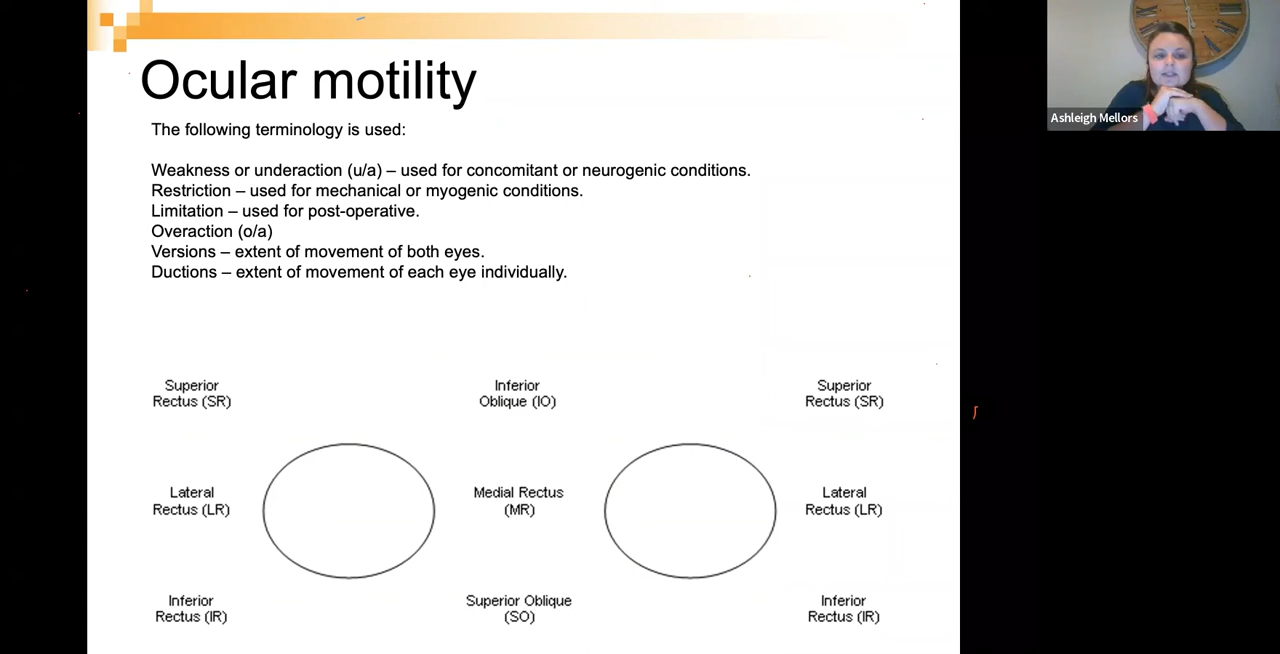 Ocular motility
The following terminology is used:
Weakness or underaction (u/a) – used for concomitant or neurogenic conditions.
Restriction – used for mechanical or myogenic conditions.
Limitation – used for post-operative.
Overaction (o/a)
Versions – extent of movement of both eyes.
Ductions – extent of movement of each eye individually.
Superior
Rectus (SR)
Inferior
Oblique (IO)
Superior
Rectus (SR)
Lateral
Rectus (LR)
Medial Rectus
(MR)
Lateral
Rectus (LR)
Inferior
Rectus (IR)
Superior Oblique
(SO)
Inferior
Rectus (IR)
Ashleigh Mellors